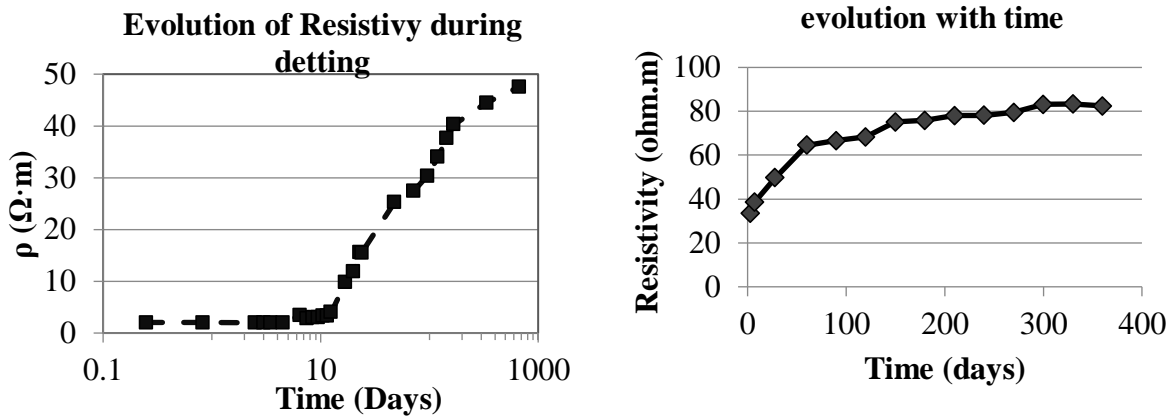 Evolution of Resistivy during
detting
50
40
30
20
10
0
ρ (Ω·m)
0.1
10
1000
Time (Days)
evolution with time
100
80
60
40
20
0
Resistivity (ohm.m)
0
100
200
300
400
Time (days)